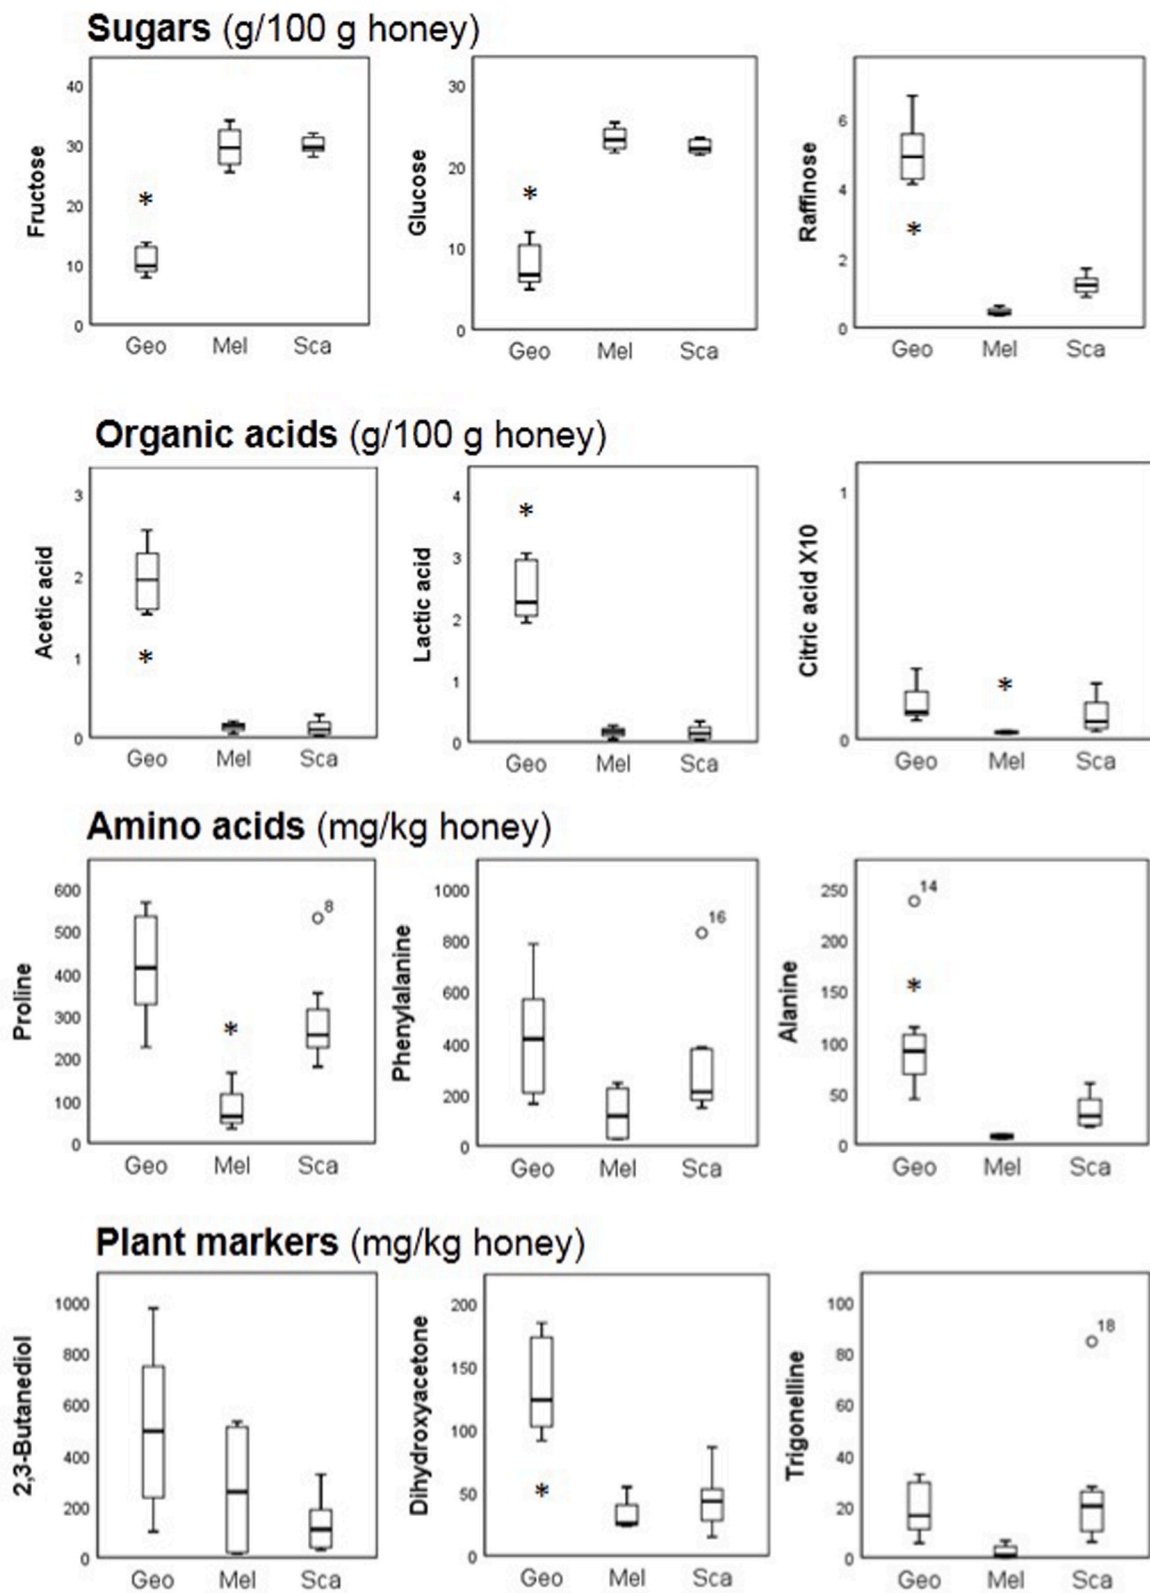 Sugars (g/100 g honey)
Fructose
40
30
20
10
0
*
Geo Mel Sca
Glucose
30
20
10
0
*
Geo Mel Sca
Raffinose
6
4
2
0
*
Geo Mel Sca
Organic acids (g/100 g honey)
Acetic acid
3
2
1
0
*
Geo Mel Sca
Lactic acid
4
3
2
1
0
*
Geo Mel Sca
Citric acid X10
1
0
*
Geo Mel Sca
Amino acids (mg/kg honey)
Proline
600
500
400
300
200
100
0
*
8
Geo Mel Sca
Phenylalanine
1000
800
600
400
200
0
16
Geo Mel Sca
Alanine
250
200
150
100
50
0
14
*
Geo Mel Sca
Plant markers (mg/kg honey)
2,3-Butanediol
1000
800
600
400
200
0
Geo Mel Sca
Dihydroxyacetone
200
150
100
50
0
*
Geo Mel Sca
Trigonelline
100
80
60
40
20
0
18
Geo Mel Sca